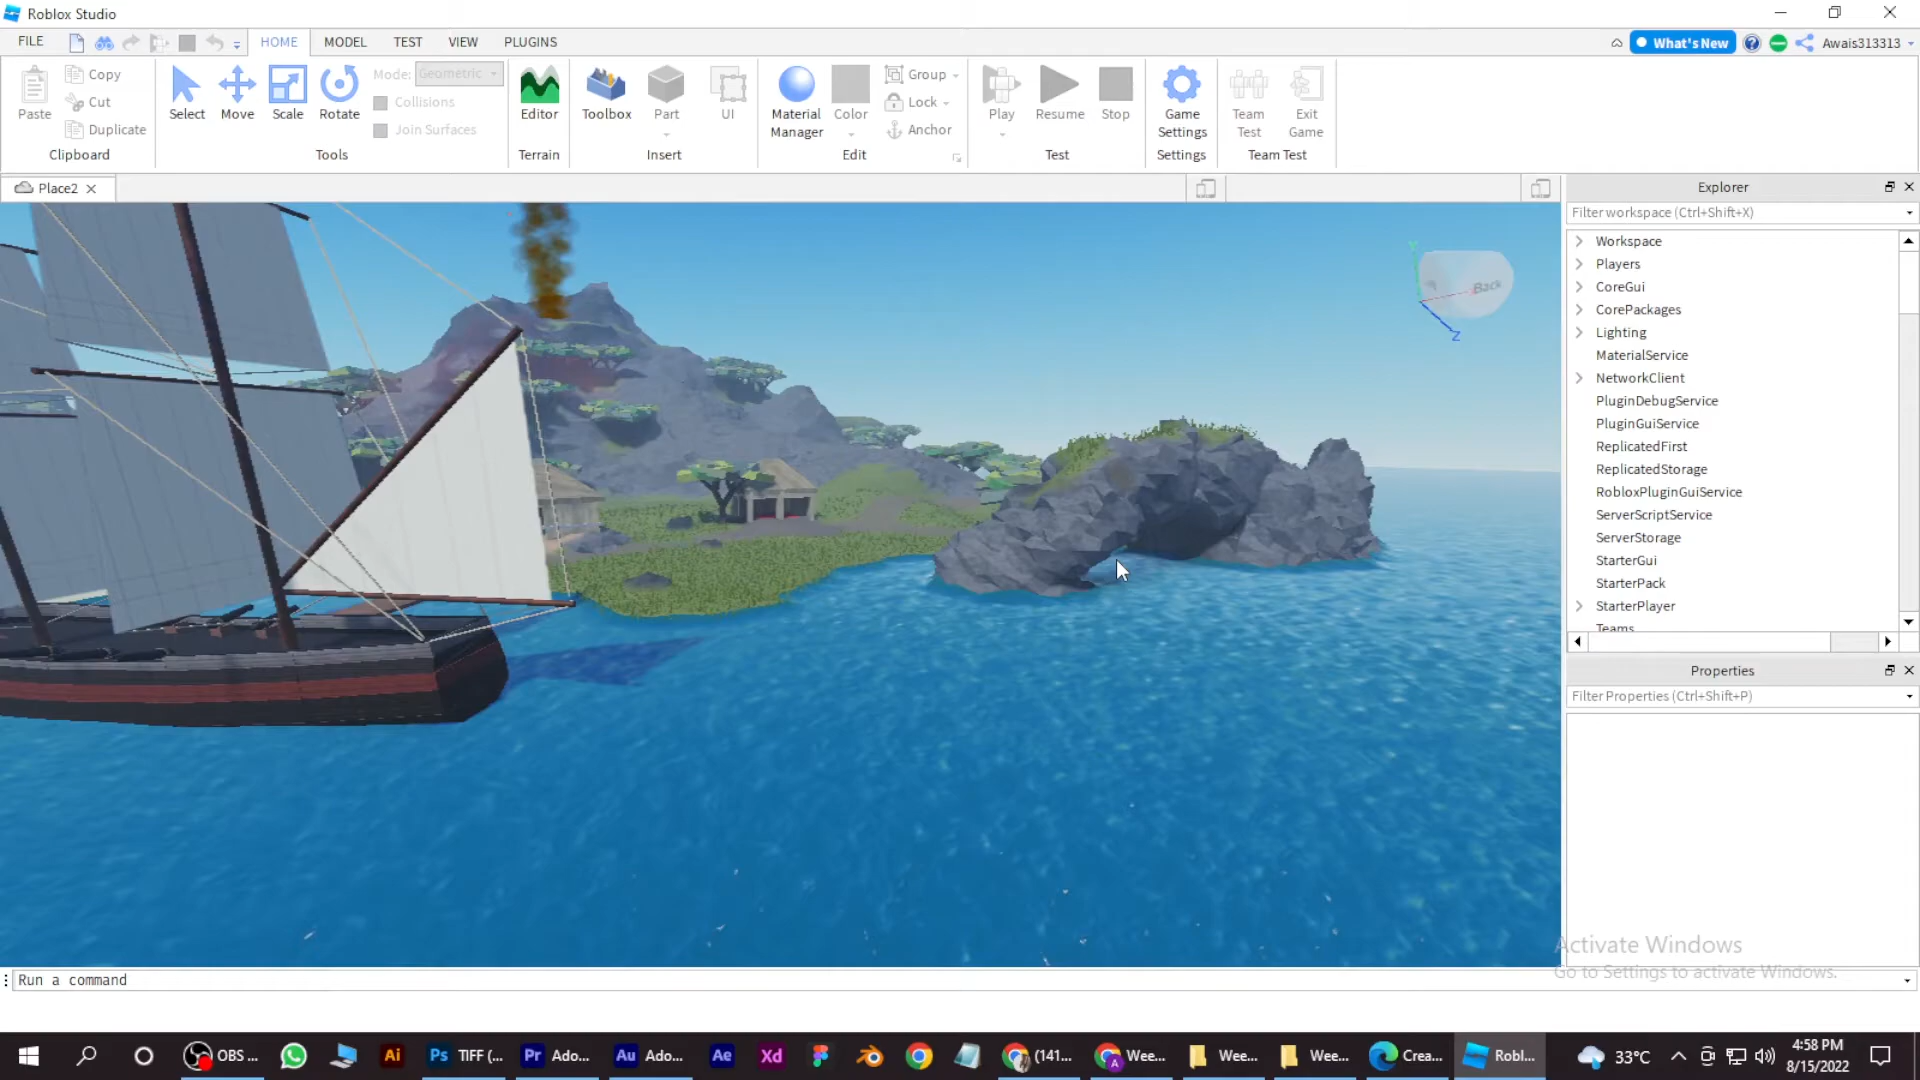 Roblox Studio
FILE HOME MODEL TEST VIEW PLUGINS What's New Awais313313
Paste Copy Cut Duplicate
Clipboard
Select Move Scale Rotate
Mode: Geometric
Collisions
Join Surfaces
Tools
Editor
Terrain
Toolbox Part UI
Insert
Material Manager Color Group Lock Anchor
Edit
Play Resume Stop
Test
Game Settings
Settings
Team Test Exit Game
Team Test
Place2
Back
Y
Z
Explorer
Filter workspace (Ctrl+Shift+X)
Workspace
Players
CoreGui
CorePackages
Lighting
MaterialService
NetworkClient
PluginDebugService
PluginGuiService
ReplicatedFirst
ReplicatedStorage
RobloxPluginGuiService
ServerScriptService
ServerStorage
StarterGui
StarterPack
StarterPlayer
Teams
Properties
Filter Properties (Ctrl+Shift+P)
Activate Windows
Go to Settings to activate Windows.
Run a command
OBS ... Ai Ps TIFF (... Pr Ado... Au Ado... Ae Xd (141... Wee... Wee... Wee... Crea... Robl... 33°C 4:58 PM
8/15/2022